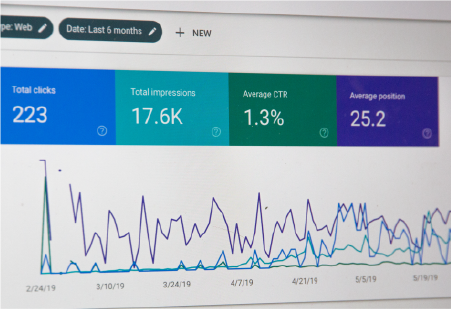 pe: Web
Date: Last 6 months
+ NEW
Total clicks
223
Total impressions
17.6K
Average CTR
1.3%
Average position
25.2
2/24/19
3/10/19
3/24/19
4/7/19
4/21/19
5/5/19
5/19/19